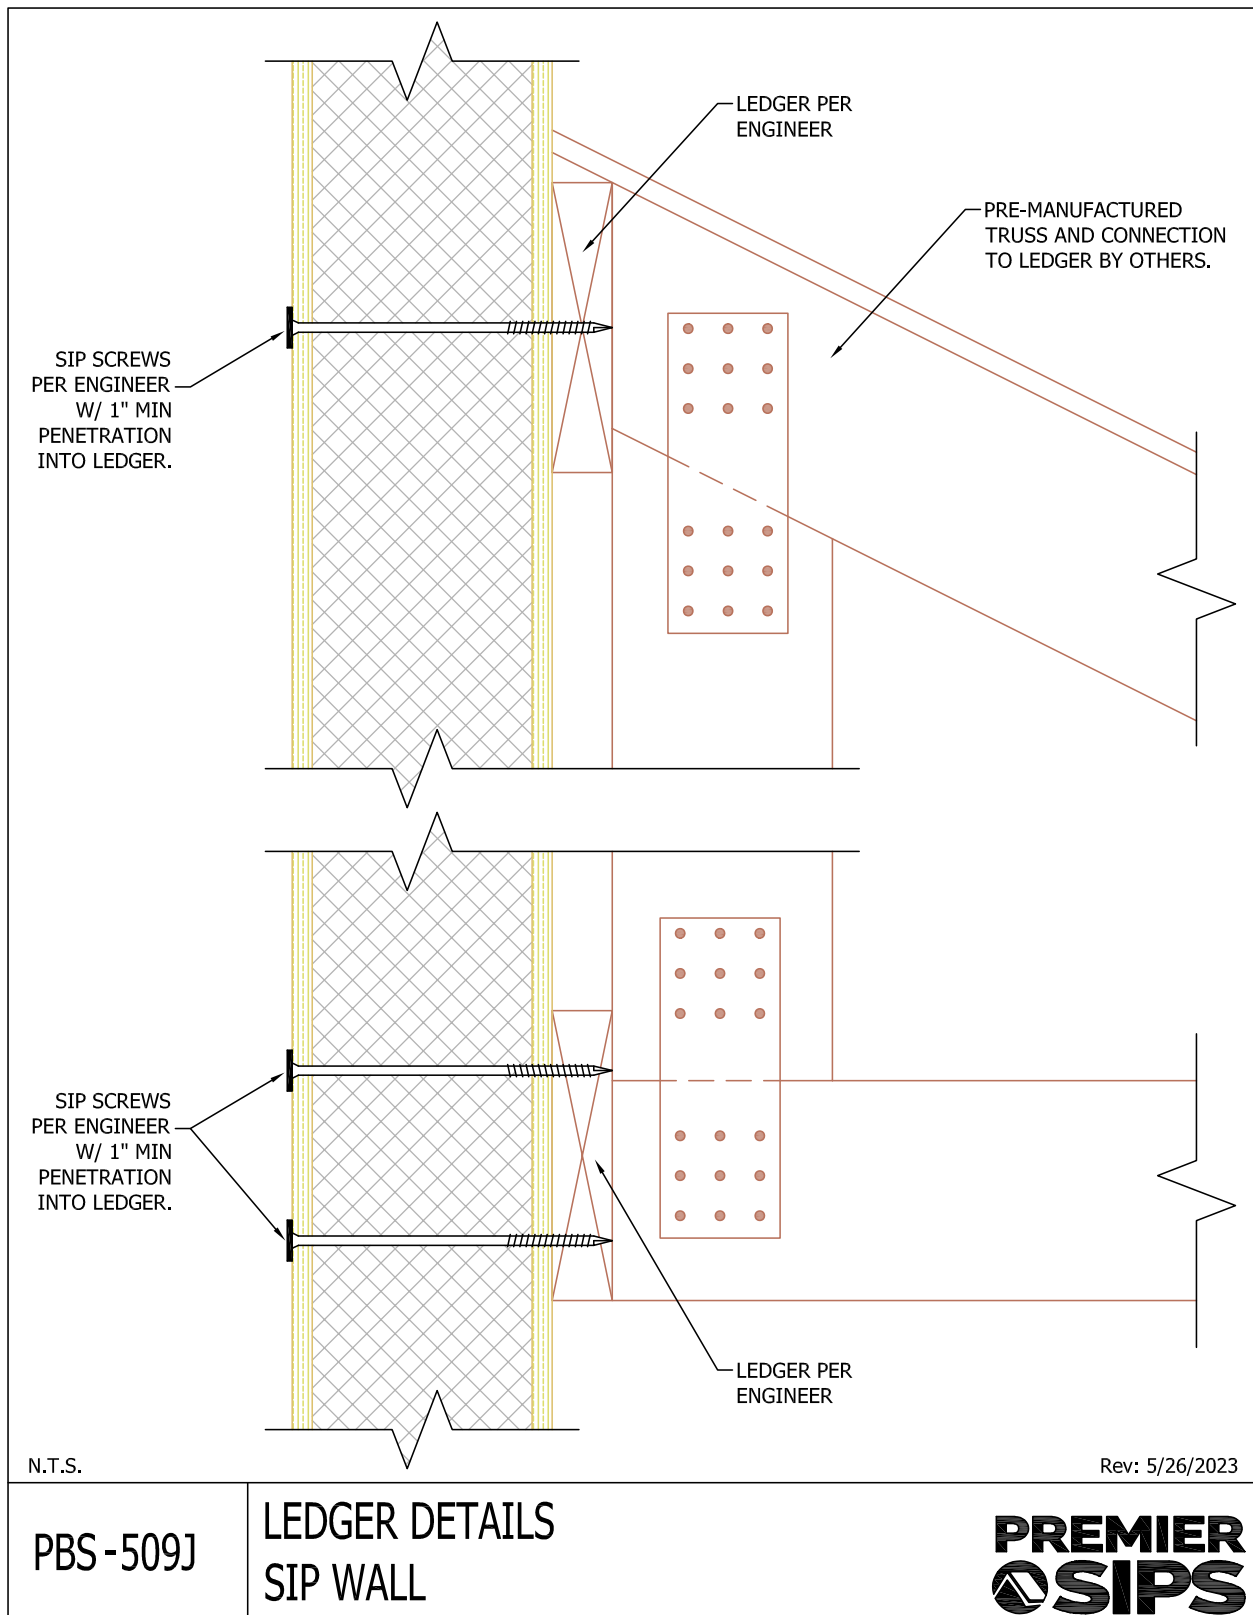 LEDGER PER
ENGINEER
PRE-MANUFACTURED
TRUSS AND CONNECTION
TO LEDGER BY OTHERS.
SIP SCREWS
PER ENGINEER
W/ 1" MIN
PENETRATION
INTO LEDGER.
SIP SCREWS
PER ENGINEER
W/ 1" MIN
PENETRATION
INTO LEDGER.
LEDGER PER
ENGINEER
N.T.S.
Rev: 5/26/2023
PBS-509J
LEDGER DETAILS
SIP WALL
PREMIER
SIPS